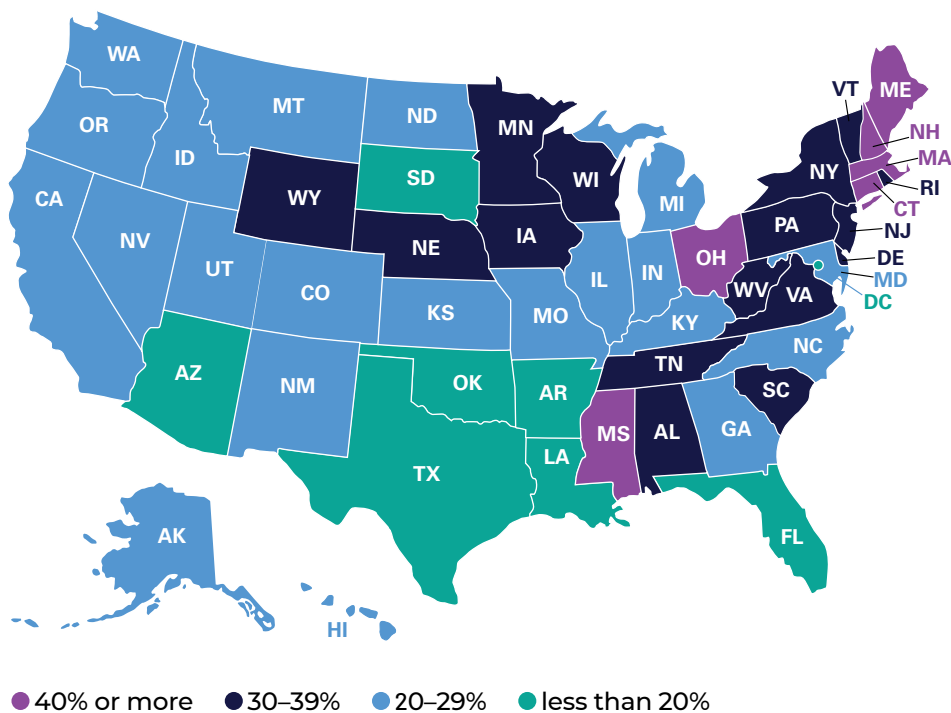 WA
MT
ND
MN
VT
ME
OR
ID
SD
WI
NY
NH
MA
RI
CT
CA
WY
MI
NV
NE
IA
PA
NJ
UT
CO
IL
IN
OH
DE
MD
DC
KS
MO
WV
VA
KY
NC
AZ
NM
OK
AR
TN
SC
MS
AL
GA
TX
LA
FL
AK
HI
40% or more 30–39% 20–29% less than 20%